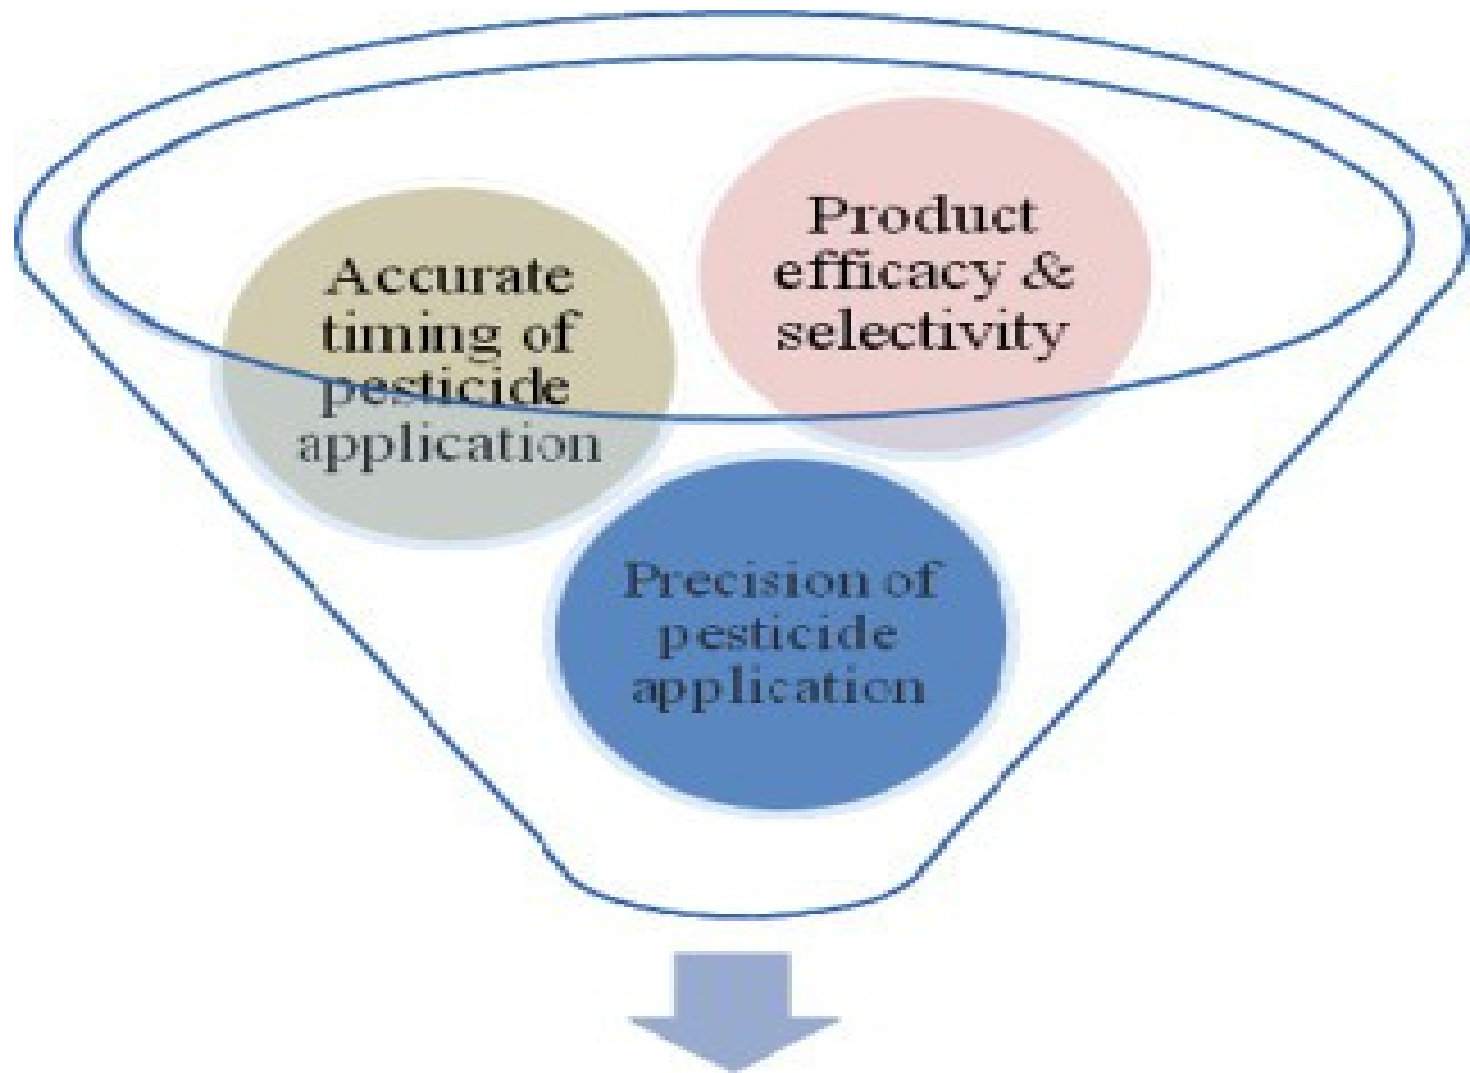 Accurate
timing of
pesticide
application
Product
efficacy &
selectivity
Precision of
pesticide
application